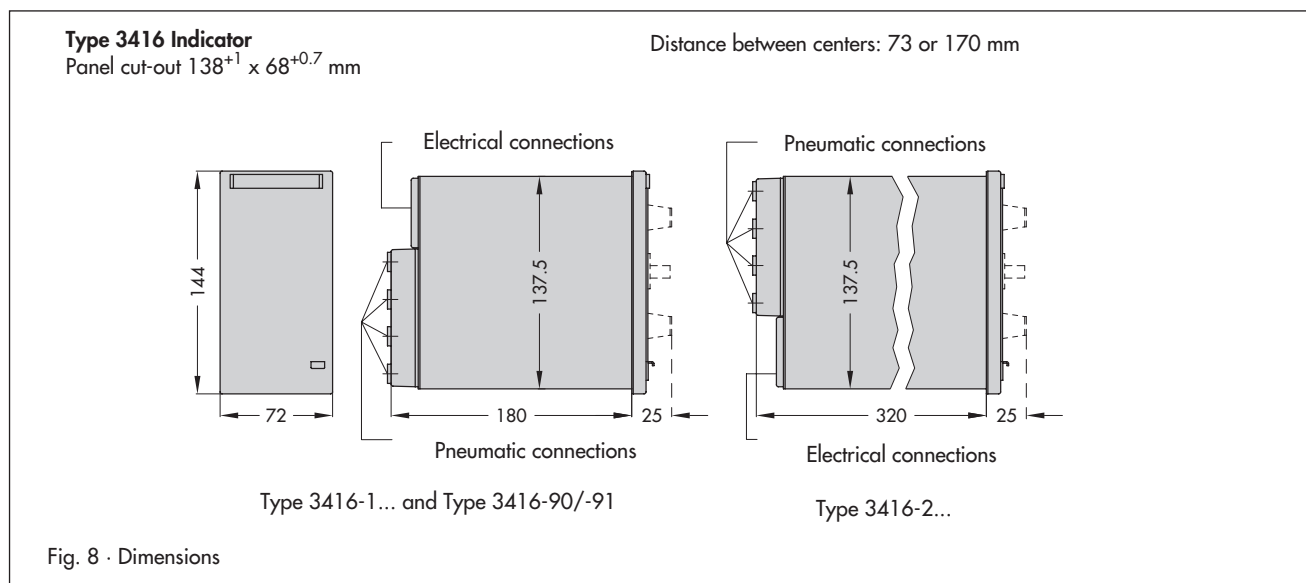 Type 3416 Indicator
Panel cut-out 138+1 x 68+0.7 mm
Distance between centers: 73 or 170 mm
Electrical connections
Pneumatic connections
144
137.5
137.5
72
180
25
320
25
Pneumatic connections
Electrical connections
Type 3416-1... and Type 3416-90/-91
Type 3416-2...
Fig. 8 · Dimensions